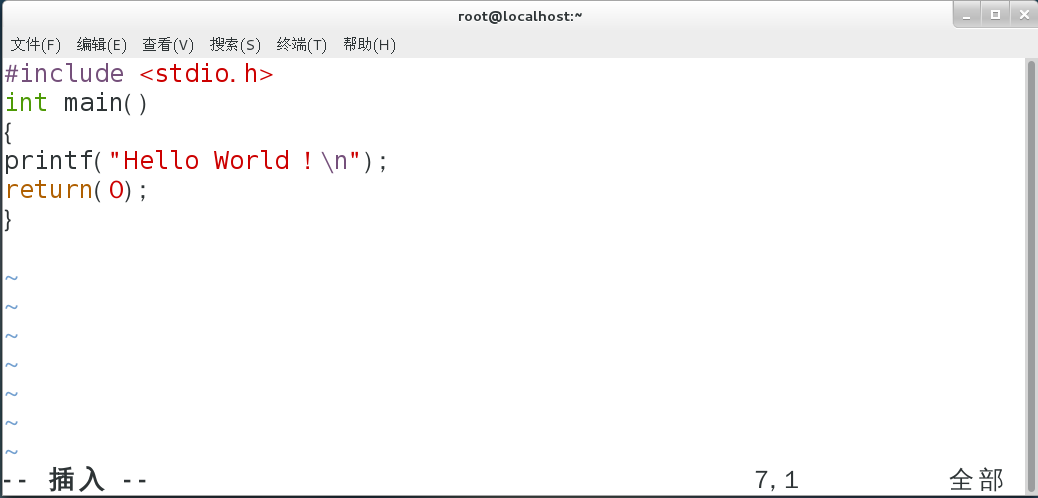 root@localhost:~
文件(F) 编辑(E) 查看(V) 搜索(S) 终端(T) 帮助(H)
#include <stdio.h>
int main()
{
printf("Hello World！\n");
return(0);
}
~
~
~
~
~
~
~
-- 插入 -- 7,1 全部